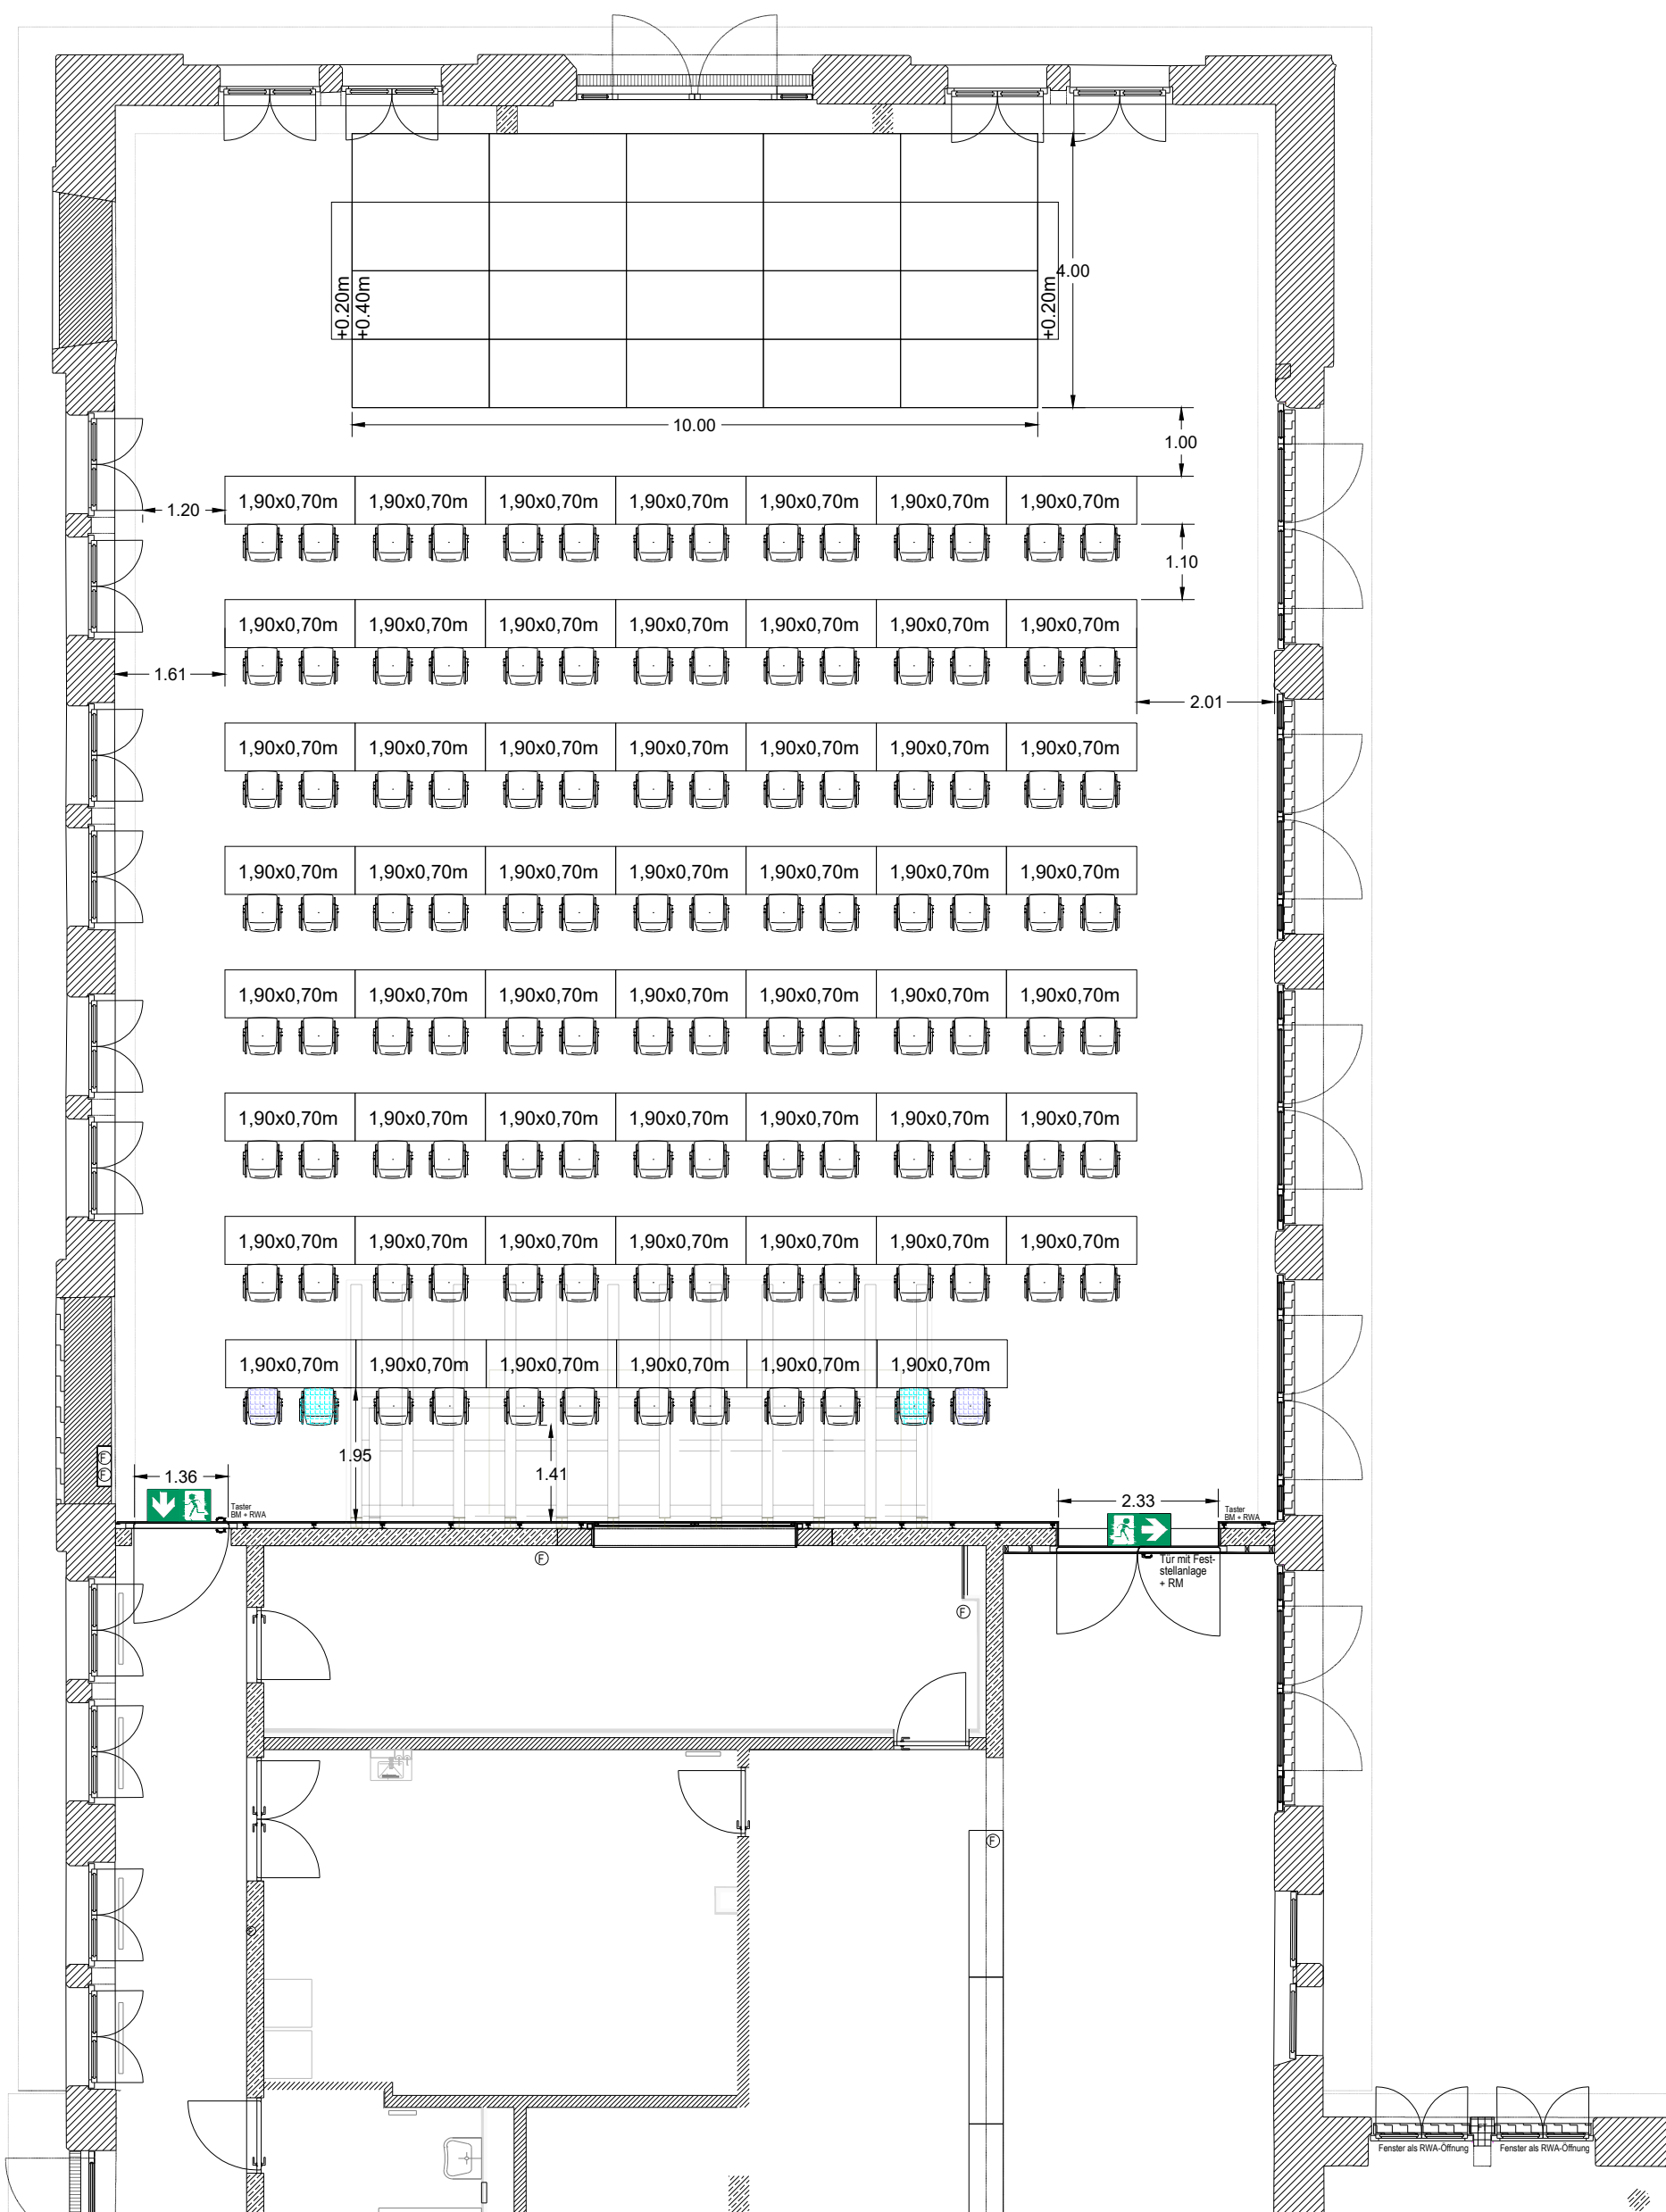 +0.20m
+0.40m
+0.20m
4.00
10.00
1.00
1,90x0,70m 1,90x0,70m 1,90x0,70m 1,90x0,70m 1,90x0,70m 1,90x0,70m 1,90x0,70m
1.20
1.10
1,90x0,70m 1,90x0,70m 1,90x0,70m 1,90x0,70m 1,90x0,70m 1,90x0,70m 1,90x0,70m
1.61
2.01
1,90x0,70m 1,90x0,70m 1,90x0,70m 1,90x0,70m 1,90x0,70m 1,90x0,70m 1,90x0,70m
1,90x0,70m 1,90x0,70m 1,90x0,70m 1,90x0,70m 1,90x0,70m 1,90x0,70m 1,90x0,70m
1,90x0,70m 1,90x0,70m 1,90x0,70m 1,90x0,70m 1,90x0,70m 1,90x0,70m 1,90x0,70m
1,90x0,70m 1,90x0,70m 1,90x0,70m 1,90x0,70m 1,90x0,70m 1,90x0,70m 1,90x0,70m
1,90x0,70m 1,90x0,70m 1,90x0,70m 1,90x0,70m 1,90x0,70m 1,90x0,70m 1,90x0,70m
1,90x0,70m 1,90x0,70m 1,90x0,70m 1,90x0,70m 1,90x0,70m 1,90x0,70m
F
F
1.95
1.41
1.36
2.33
Taster
BM + RWA
Taster
BM + RWA
F
Tür mit Fest-
stellanlage
+ RM
F
F
F
Fenster als RWA-Öffnung
Fenster als RWA-Öffnung